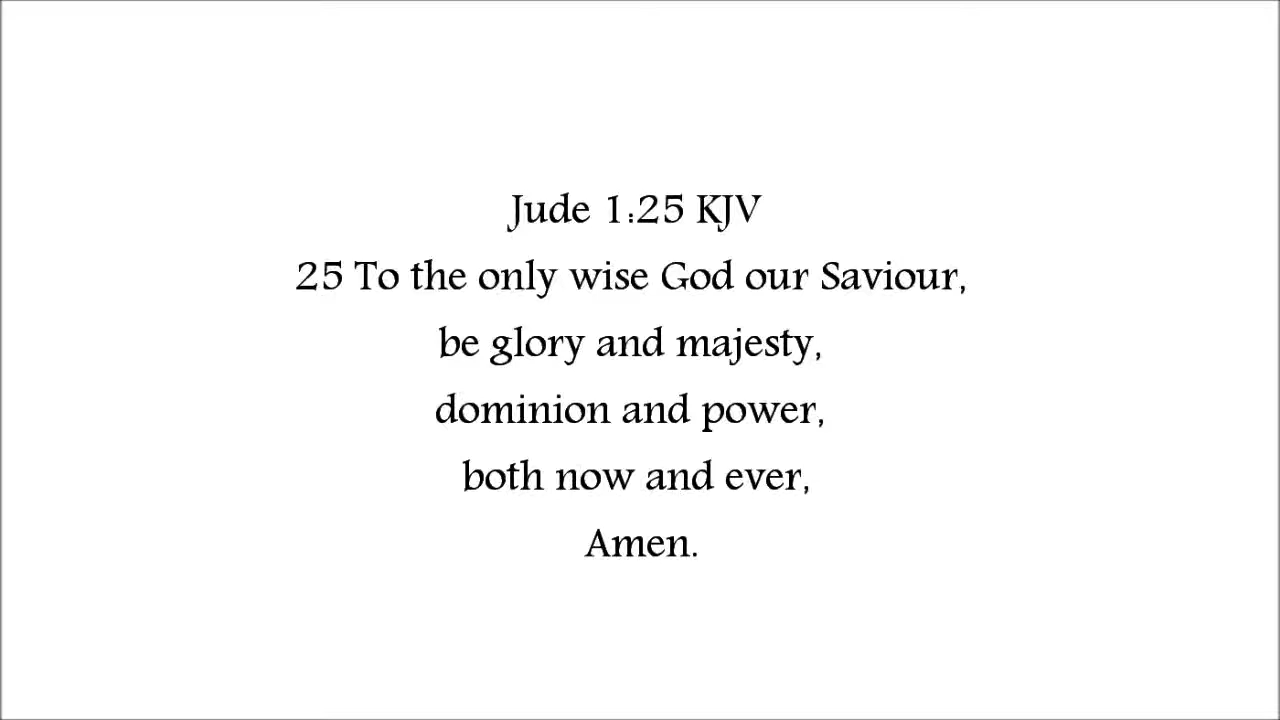 Jude 1:25 KJV
25 To the only wise God our Saviour,
be glory and majesty,
dominion and power,
both now and ever,
Amen.